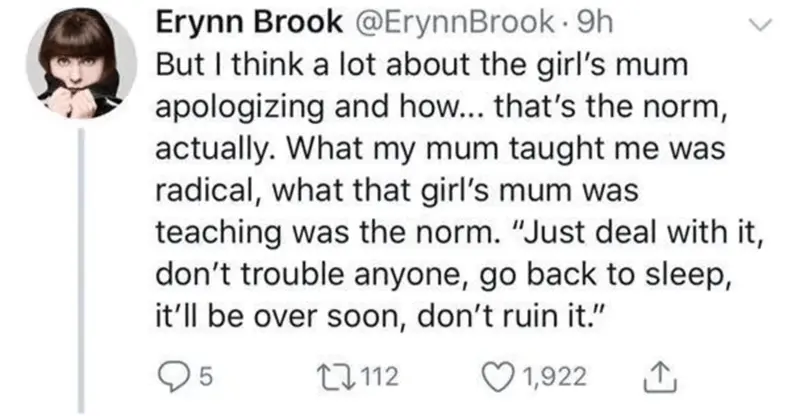 Erynn Brook @ErynnBrook · 9h
But I think a lot about the girl’s mum
apologizing and how... that’s the norm,
actually. What my mum taught me was
radical, what that girl’s mum was
teaching was the norm. “Just deal with it,
don’t trouble anyone, go back to sleep,
it’ll be over soon, don’t ruin it.”
5 112 1,922